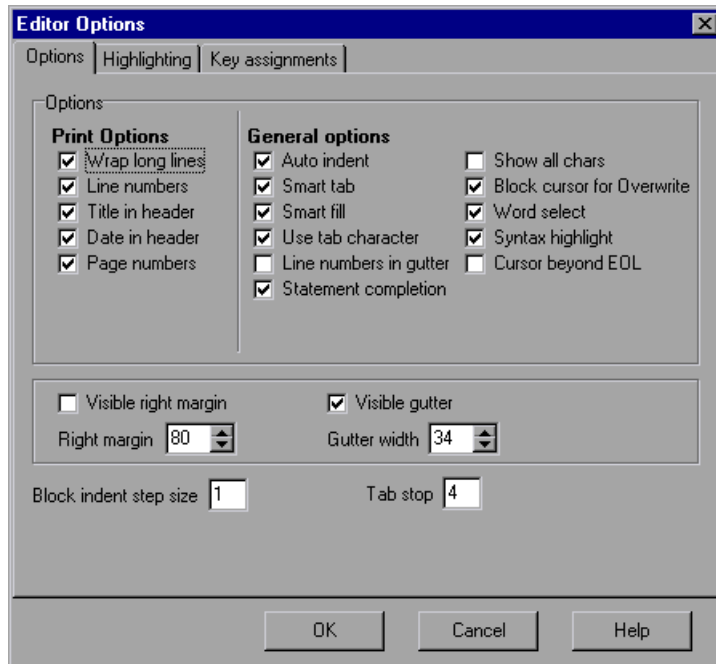 Editor Options
Options Highlighting Key assignments
Options
Print Options
Wrap long lines
Line numbers
Title in header
Date in header
Page numbers
General options
Auto indent
Smart tab
Smart fill
Use tab character
Line numbers in gutter
Statement completion
Show all chars
Block cursor for Overwrite
Word select
Syntax highlight
Cursor beyond EOL
Visible right margin
Visible gutter
Right margin 80
Gutter width 34
Block indent step size 1
Tab stop 4
OK Cancel Help